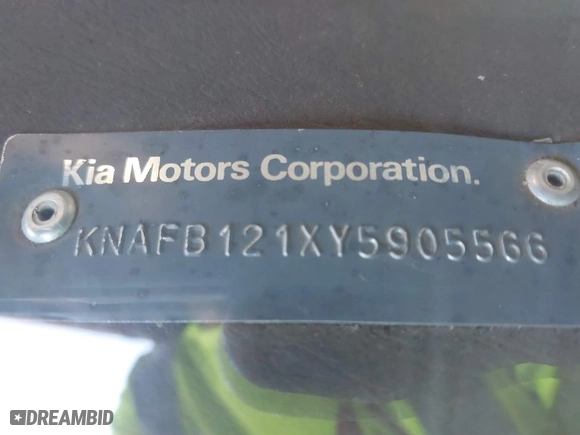 Kia Motors Corporation.
KNAFB121XY5905566
DREAMBID